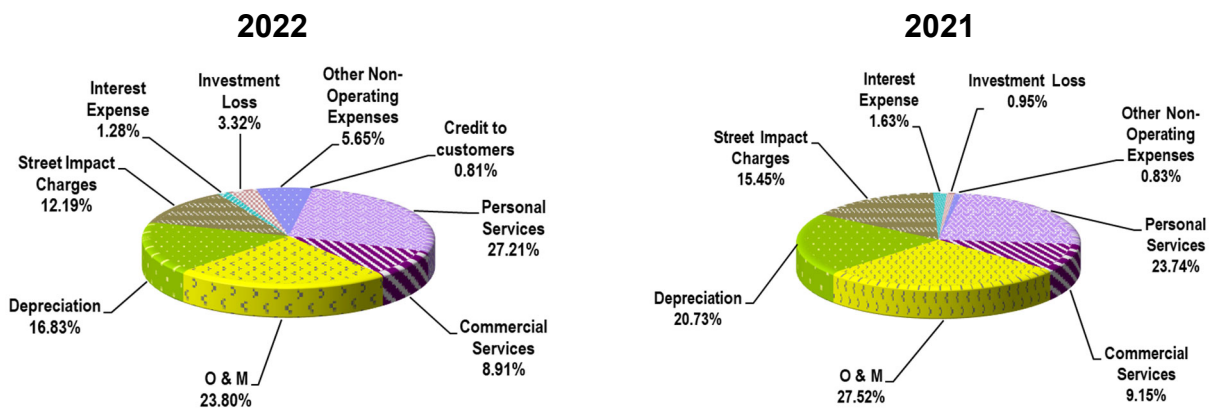 2022
Interest
Expense
1.28%
Investment
Loss
3.32%
Other Non-
Operating
Expenses
5.65%
Credit to
customers
0.81%
Street Impact
Charges
12.19%
Personal
Services
27.21%
Depreciation
16.83%
Commercial
Services
8.91%
O & M
23.80%
2021
Interest
Expense
1.63%
Investment Loss
0.95%
Other Non-
Operating
Expenses
0.83%
Street Impact
Charges
15.45%
Personal
Services
23.74%
Depreciation
20.73%
Commercial
Services
9.15%
O & M
27.52%